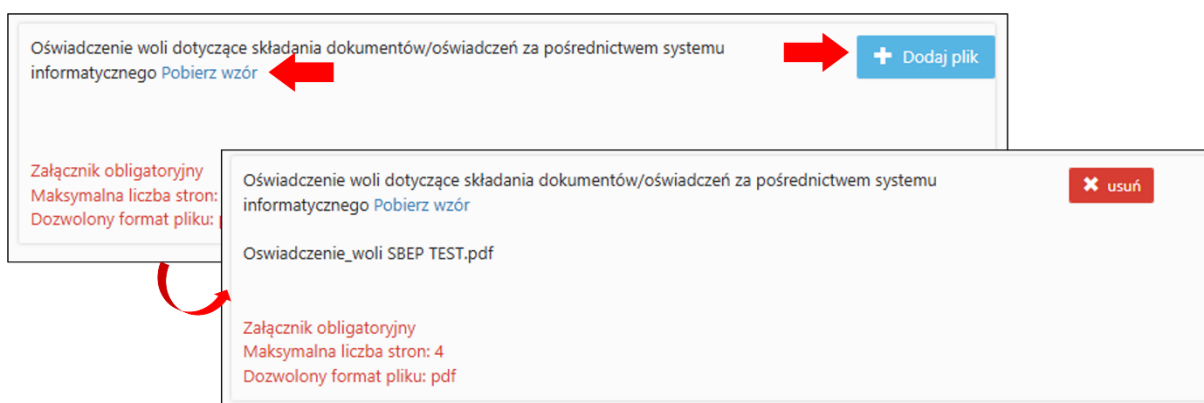 Oświadczenie woli dotyczące składania dokumentów/oświadczeń za pośrednictwem systemu
informatycznego Pobierz wzór
Dodaj plik
Załącznik obligatoryjny
Maksymalna liczba stron:
Dozwolony format pliku:
Oświadczenie woli dotyczące składania dokumentów/oświadczeń za pośrednictwem systemu
informatycznego Pobierz wzór
usuń
Oswiadczenie_woli SBEP TEST.pdf
Załącznik obligatoryjny
Maksymalna liczba stron: 4
Dozwolony format pliku: pdf